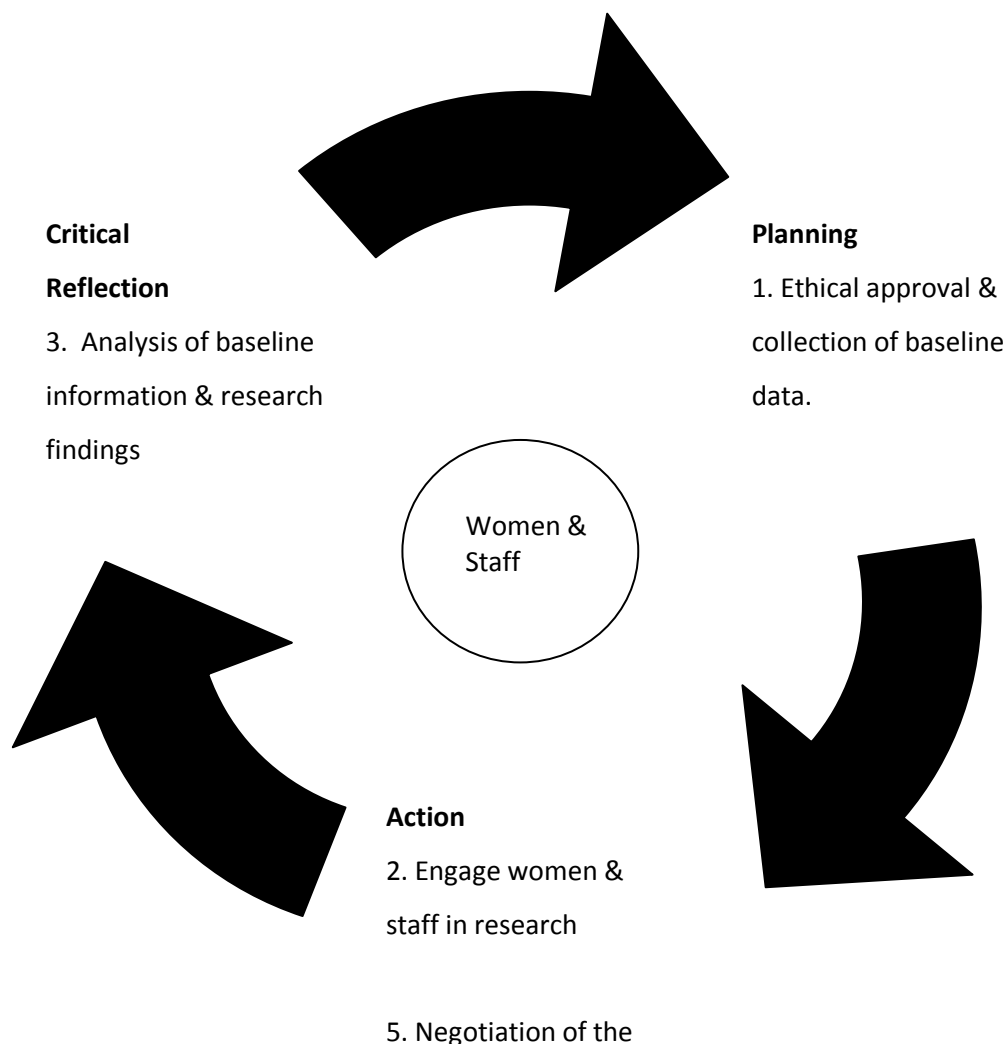 Critical
Reflection
3. Analysis of baseline
information & research
findings
Planning
1. Ethical approval &
collection of baseline
data.
Women &
Staff
Action
2. Engage women &
staff in research
5. Negotiation of the